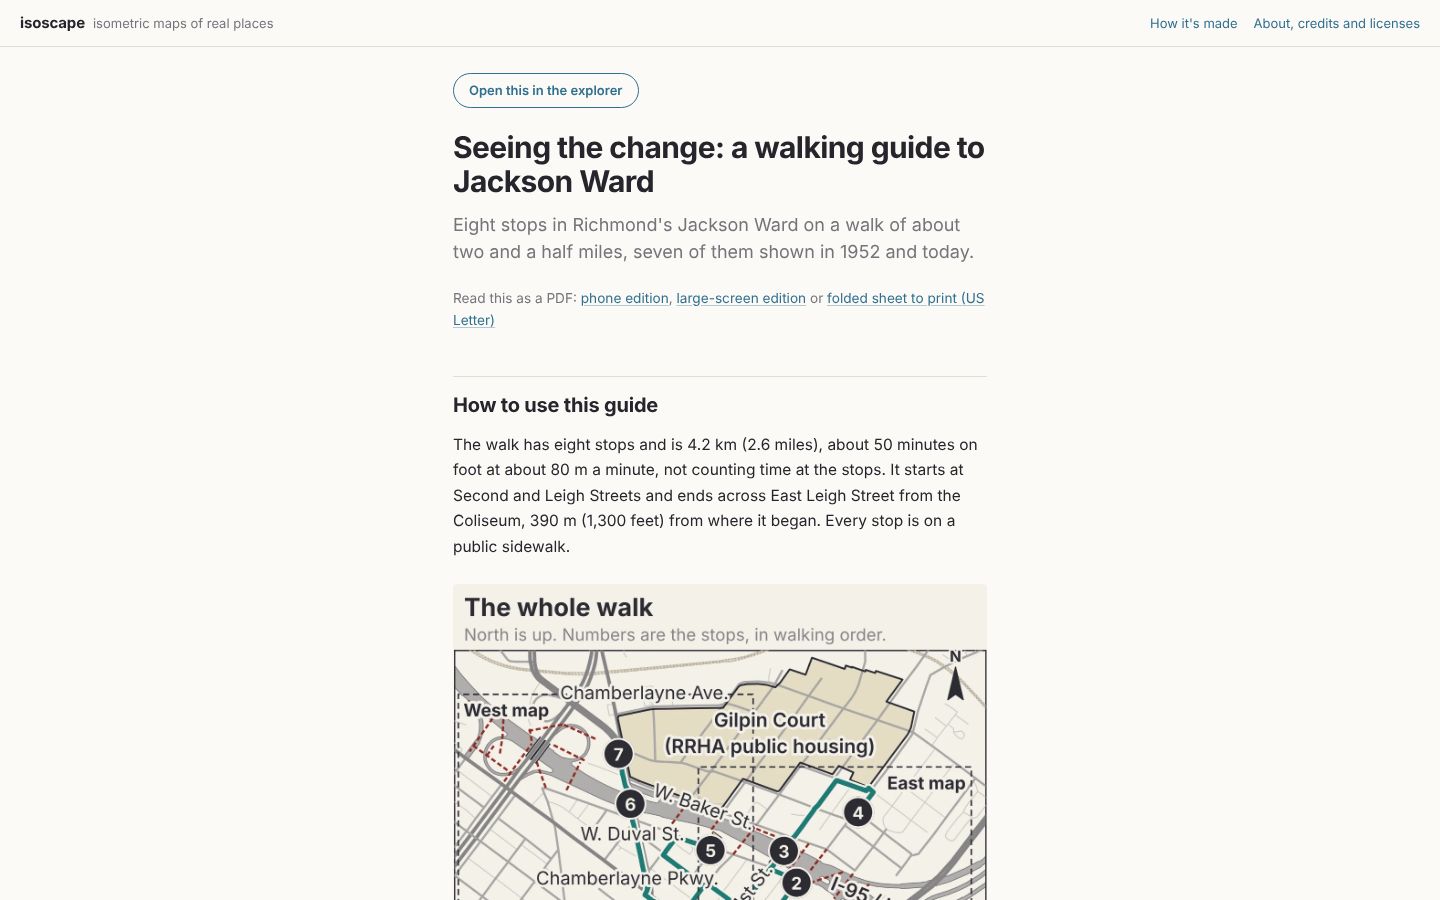 isoscape isometric maps of real places
How it's made About, credits and licenses
Open this in the explorer
Seeing the change: a walking guide to
Jackson Ward
Eight stops in Richmond's Jackson Ward on a walk of about
two and a half miles, seven of them shown in 1952 and today.
Read this as a PDF: phone edition, large-screen edition or folded sheet to print (US
Letter)
How to use this guide
The walk has eight stops and is 4.2 km (2.6 miles), about 50 minutes on
foot at about 80 m a minute, not counting time at the stops. It starts at
Second and Leigh Streets and ends across East Leigh Street from the
Coliseum, 390 m (1,300 feet) from where it began. Every stop is on a
public sidewalk.
The whole walk
North is up. Numbers are the stops, in walking order.
N
Chamberlayne Ave.
West map
Gilpin Court
(RRHA public housing)
7
East map
W. Baker St.
6
4
W. Duval St.
5
3
Chamberlayne Pkwy.
2
I-95